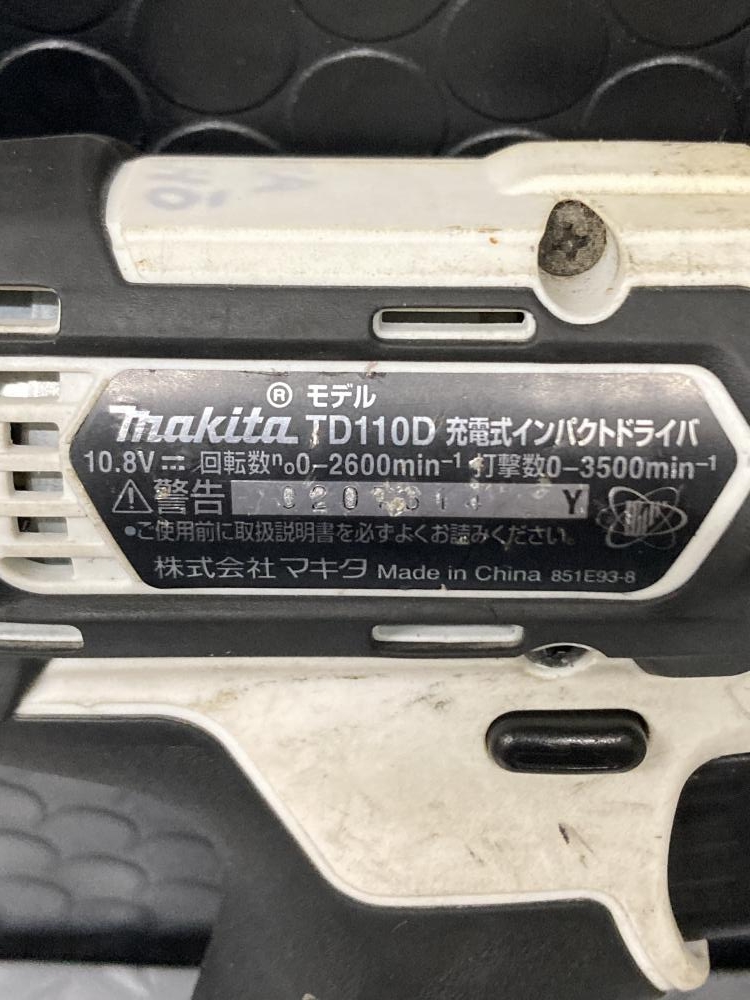 ® モデル
makita TD110D 充電式インパクトドライバ
10.8V⎓ 回転数n₀0-2600min⁻¹ 打撃数0-3500min⁻¹
⚠警告 Y
●ご使用前に取扱説明書を必ずよくお読みください。
株式会社マキタ Made in China 851E93-8